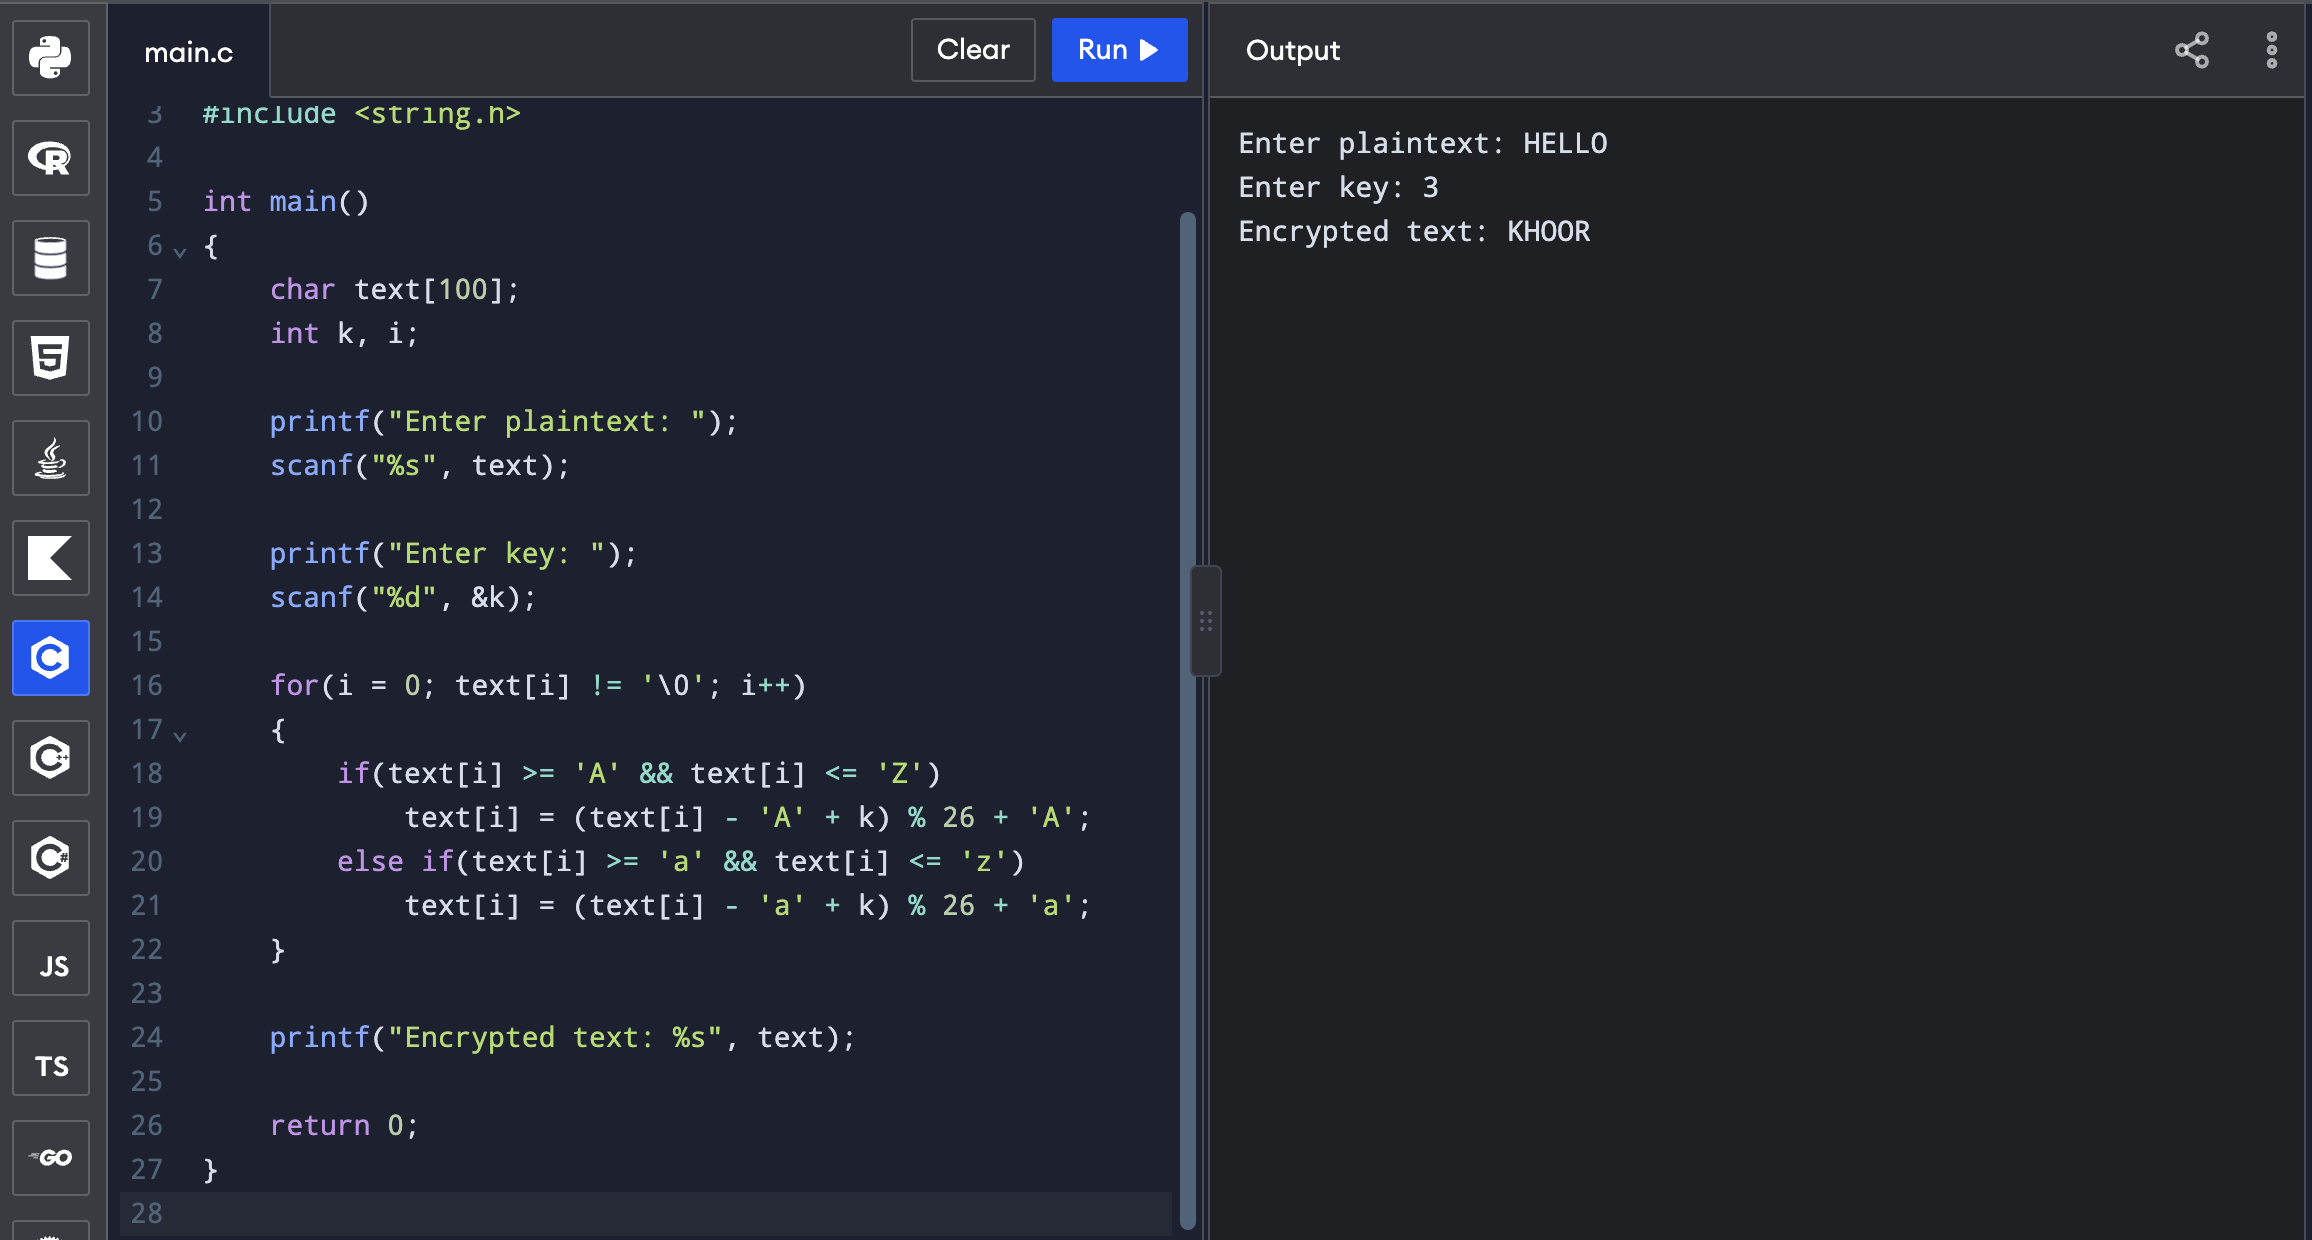 main.c
Clear
Run
3 #include <string.h>
4
5 int main()
6 {
7     char text[100];
8     int k, i;
9
10     printf("Enter plaintext: ");
11     scanf("%s", text);
12
13     printf("Enter key: ");
14     scanf("%d", &k);
15
16     for(i = 0; text[i] != '\0'; i++)
17     {
18         if(text[i] >= 'A' && text[i] <= 'Z')
19             text[i] = (text[i] - 'A' + k) % 26 + 'A';
20         else if(text[i] >= 'a' && text[i] <= 'z')
21             text[i] = (text[i] - 'a' + k) % 26 + 'a';
22     }
23
24     printf("Encrypted text: %s", text);
25
26     return 0;
27 }
28
Output
Enter plaintext: HELLO
Enter key: 3
Encrypted text: KHOOR
R
5
C
C++
C#
JS
TS
GO